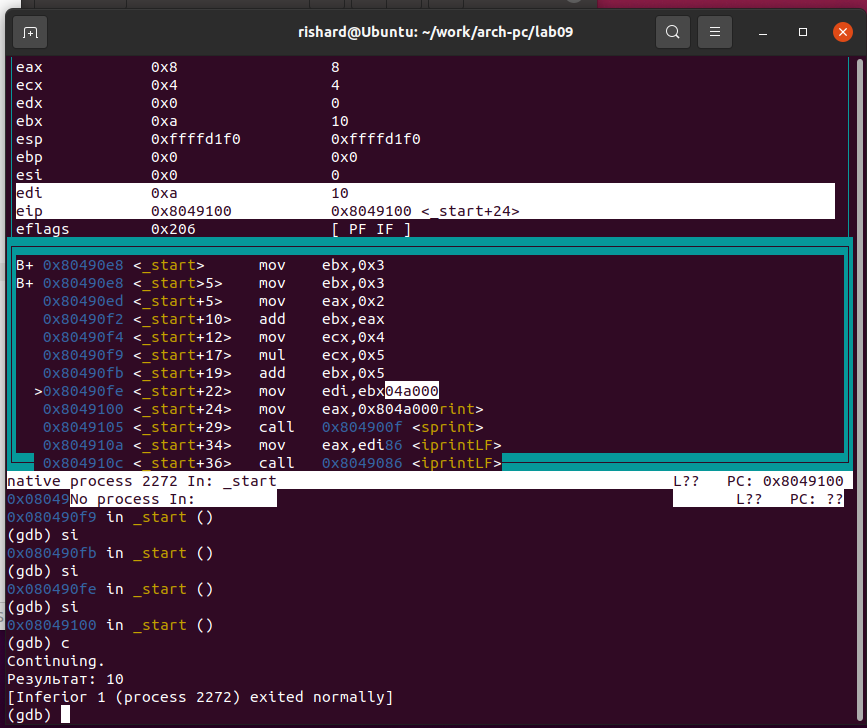 rishard@Ubuntu: ~/work/arch-pc/lab09
eax 0x8 8
ecx 0x4 4
edx 0x0 0
ebx 0xa 10
esp 0xffffd1f0 0xffffd1f0
ebp 0x0 0x0
esi 0x0 0
edi 0xa 10
eip 0x8049100 0x8049100 <_start+24>
eflags 0x206 [ PF IF ]
B+ 0x80490e8 <_start> mov ebx,0x3
B+ 0x80490e8 <_start>5> mov ebx,0x3
0x80490ed <_start+5> mov eax,0x2
0x80490f2 <_start+10> add ebx,eax
0x80490f4 <_start+12> mov ecx,0x4
0x80490f9 <_start+17> mul ecx,0x5
0x80490fb <_start+19> add ebx,0x5
>0x80490fe <_start+22> mov edi,ebx04a000
0x8049100 <_start+24> mov eax,0x804a000rint>
0x8049105 <_start+29> call 0x804900f <sprint>
0x804910a <_start+34> mov eax,edi86 <iprintLF>
0x804910c <_start+36> call 0x8049086 <iprintLF>
native process 2272 In: _start L?? PC: 0x8049100
0x08049No process In: L?? PC: ??
0x080490f9 in _start ()
(gdb) si
0x080490fb in _start ()
(gdb) si
0x080490fe in _start ()
(gdb) si
0x08049100 in _start ()
(gdb) c
Continuing.
Результат: 10
[Inferior 1 (process 2272) exited normally]
(gdb)